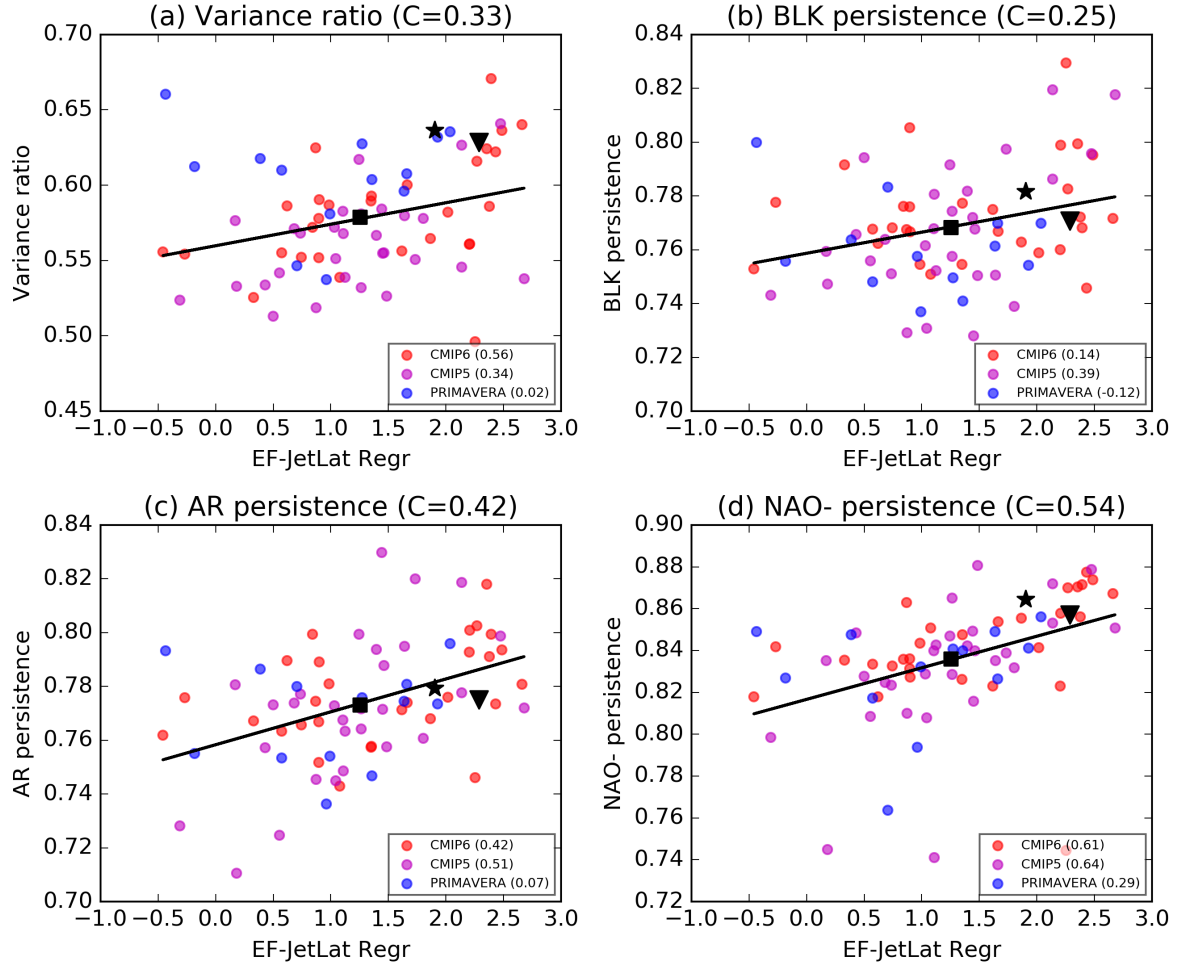 (a) Variance ratio (C=0.33)
0.70
0.65
0.60
0.55
0.50
0.45
Variance ratio
CMIP6 (0.56)
CMIP5 (0.34)
PRIMAVERA (0.02)
−1.0 −0.5 0.0 0.5 1.0 1.5 2.0 2.5 3.0
EF-JetLat Regr
(b) BLK persistence (C=0.25)
0.84
0.82
0.80
0.78
0.76
0.74
0.72
0.70
BLK persistence
CMIP6 (0.14)
CMIP5 (0.39)
PRIMAVERA (-0.12)
−1.0 −0.5 0.0 0.5 1.0 1.5 2.0 2.5 3.0
EF-JetLat Regr
(c) AR persistence (C=0.42)
0.84
0.82
0.80
0.78
0.76
0.74
0.72
0.70
AR persistence
CMIP6 (0.42)
CMIP5 (0.51)
PRIMAVERA (0.07)
−1.0 −0.5 0.0 0.5 1.0 1.5 2.0 2.5 3.0
EF-JetLat Regr
(d) NAO- persistence (C=0.54)
0.90
0.88
0.86
0.84
0.82
0.80
0.78
0.76
0.74
0.72
NAO- persistence
CMIP6 (0.61)
CMIP5 (0.64)
PRIMAVERA (0.29)
−1.0 −0.5 0.0 0.5 1.0 1.5 2.0 2.5 3.0
EF-JetLat Regr